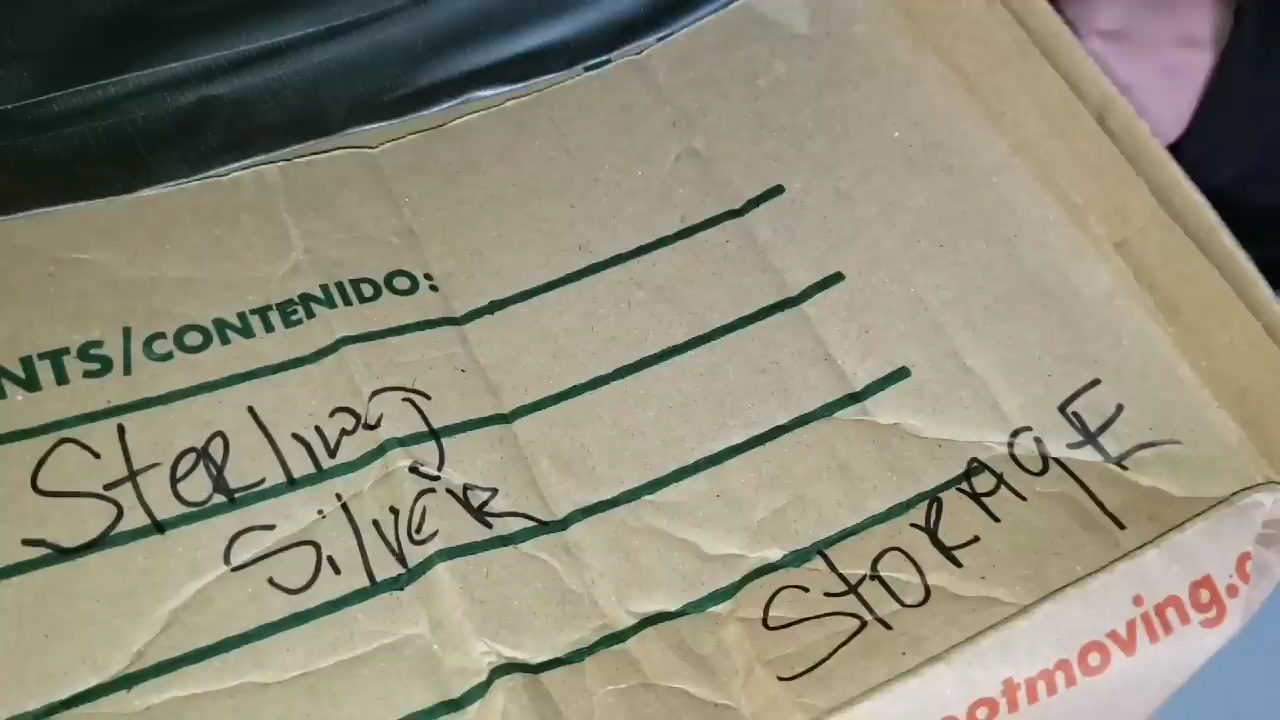 NTS/CONTENIDO:
Sterling
Silver
Storage
otmoving.c